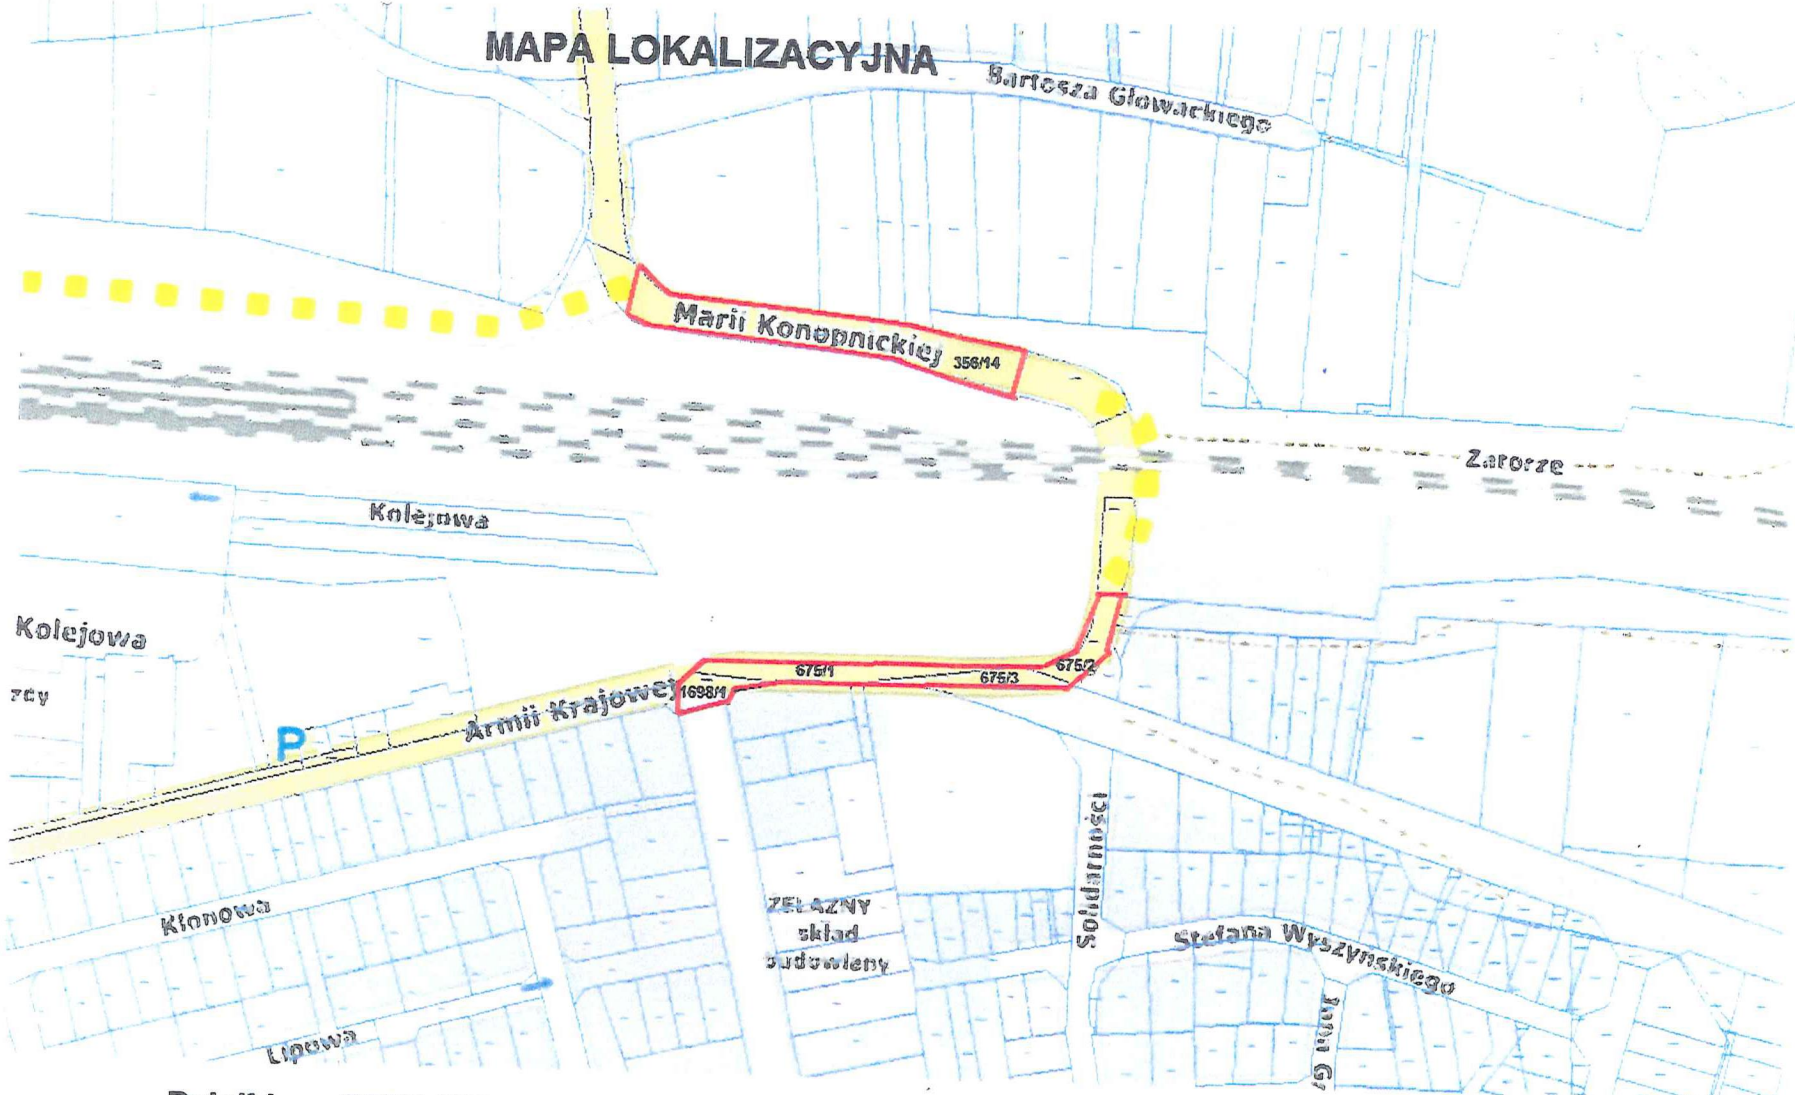 MAPA LOKALIZACYJNA
Bartosza Głowackiego
Marii Konopnickiej
356/14
Zatorze
Kolejowa
Kolejowa
675/1
675/3
675/2
1698/1
Armii Krajowej
P
Klonowa
Solidarności
ŻELAZNY
skład
budowlany
Stefana Wyszyńskiego
Lipowa